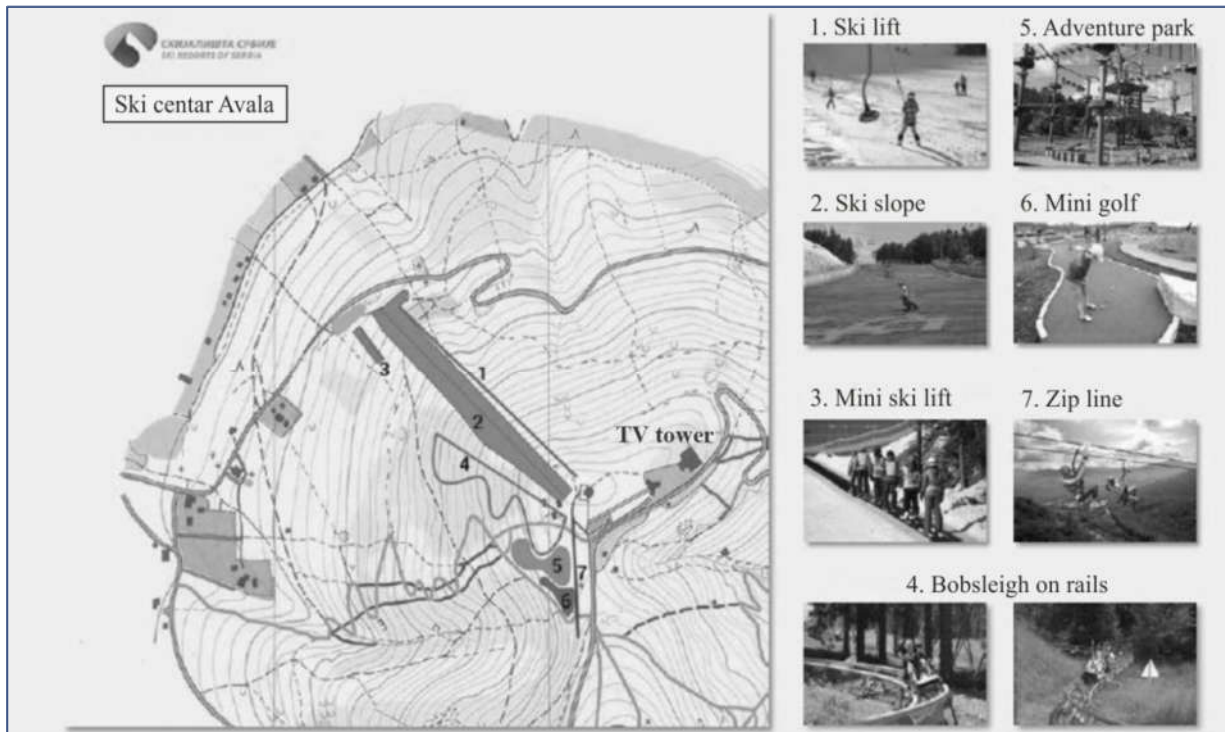 СКИЈАЛИШТА СРБИЈЕ
SKI RESORTS OF SERBIA
Ski centar Avala
1
2
3
4
5
6
7
TV tower
1. Ski lift
5. Adventure park
2. Ski slope
6. Mini golf
3. Mini ski lift
7. Zip line
4. Bobsleigh on rails